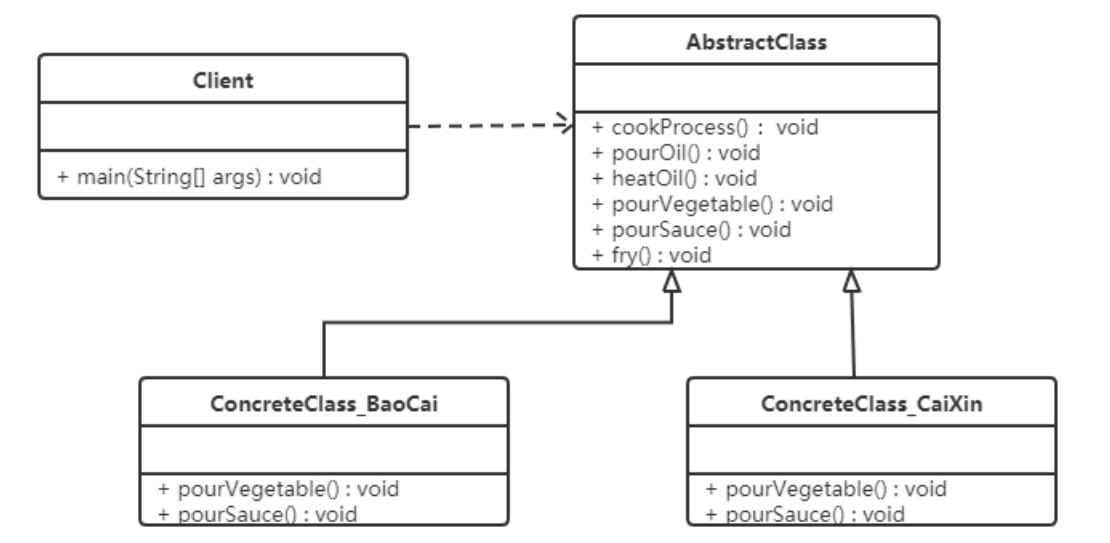 Client
+ main(String[] args) : void
AbstractClass
+ cookProcess() : void
+ pourOil() : void
+ heatOil() : void
+ pourVegetable() : void
+ pourSauce() : void
+ fry() : void
ConcreteClass_BaoCai
+ pourVegetable() : void
+ pourSauce() : void
ConcreteClass_CaiXin
+ pourVegetable() : void
+ pourSauce() : void